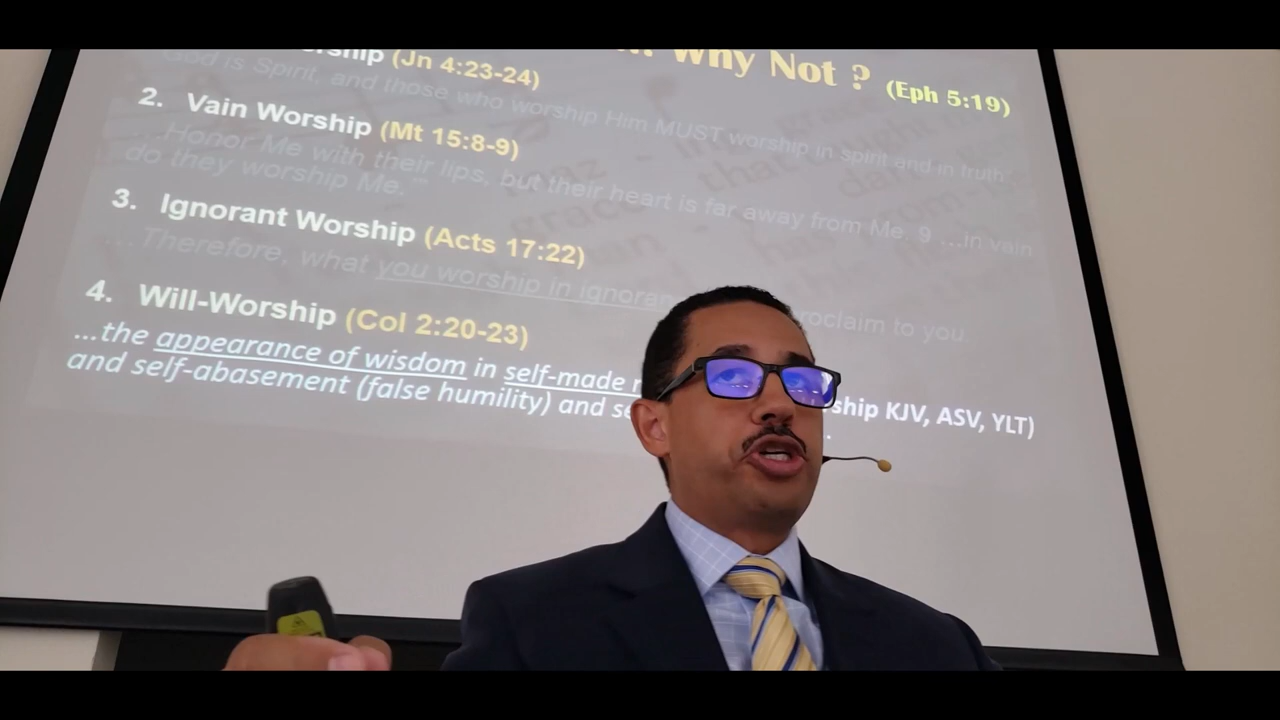 Why Not ? (Eph 5:19)
(Jn 4:23-24)
God is Spirit, and those who worship Him MUST worship in spirit and in truth.
2. Vain Worship (Mt 15:8-9)
...Honor Me with their lips, but their heart is far away from Me. 9 ...in vain
do they worship Me.”
3. Ignorant Worship (Acts 17:22)
...Therefore, what you worship in proclaim to you.
4. Will-Worship (Col 2:20-23)
...the appearance of wisdom in self-made KJV, ASV, YLT)
and self-abasement (false humility) and